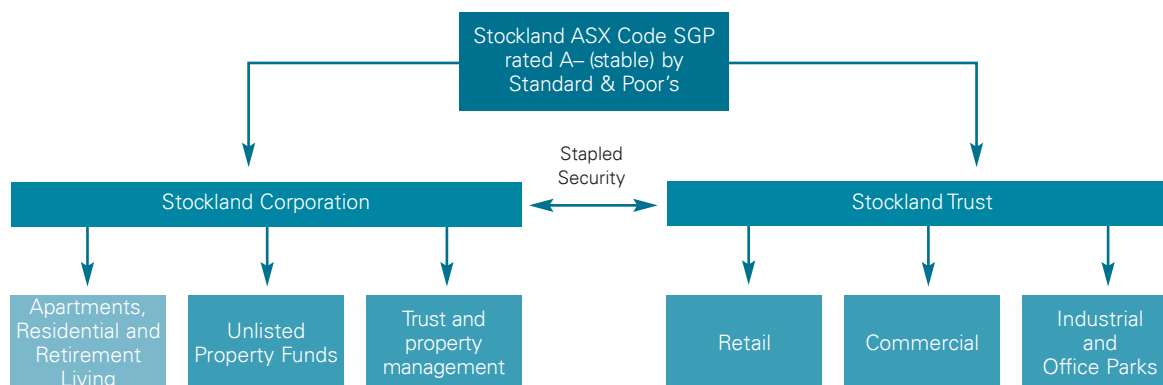 Stockland ASX Code SGP
rated A– (stable) by
Standard & Poor's
Stapled
Security
Stockland Corporation
Stockland Trust
Apartments,
Residential and
Retirement
Living
Unlisted
Property Funds
Trust and
property
management
Retail
Commercial
Industrial
and
Office Parks